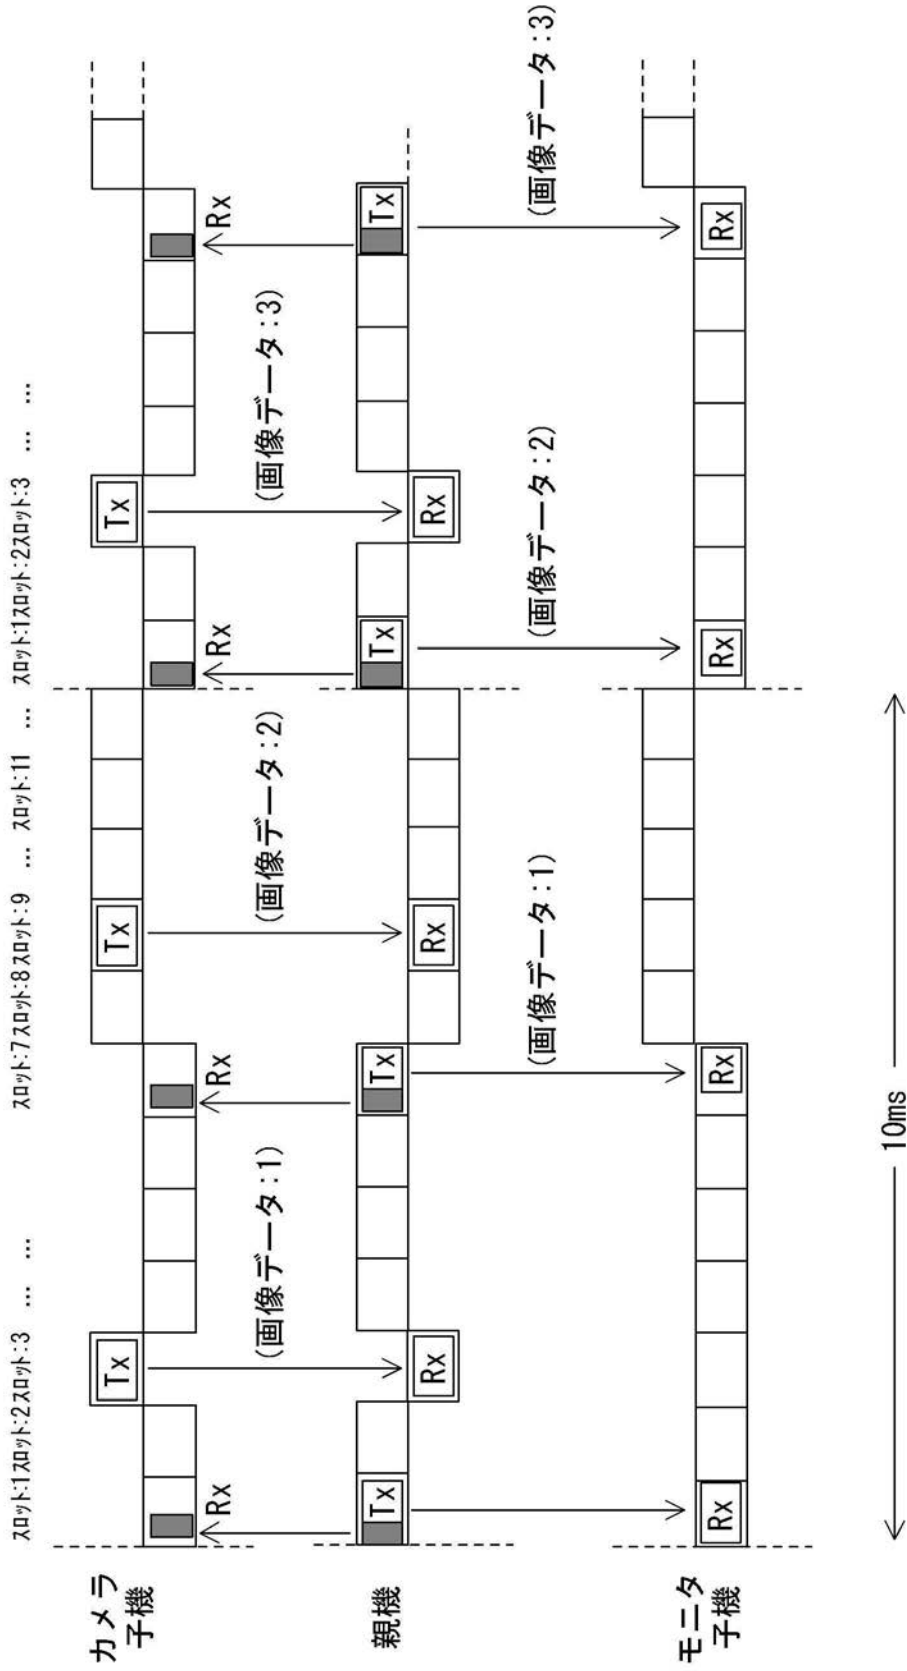 スロット:1スロット:2スロット:3 … … スロット:7スロット:8スロット:9 … スロット:11 … スロット:1スロット:2スロット:3 … …
カメラ
子機
Tx
Tx
Tx
Rx
Rx
Rx
Rx
(画像データ:1)
(画像データ:2)
(画像データ:3)
親機
Tx
Tx
Tx
Tx
Rx
Rx
Rx
(画像データ:1)
(画像データ:2)
(画像データ:3)
モニタ
子機
Rx
Rx
Rx
Rx
10ms